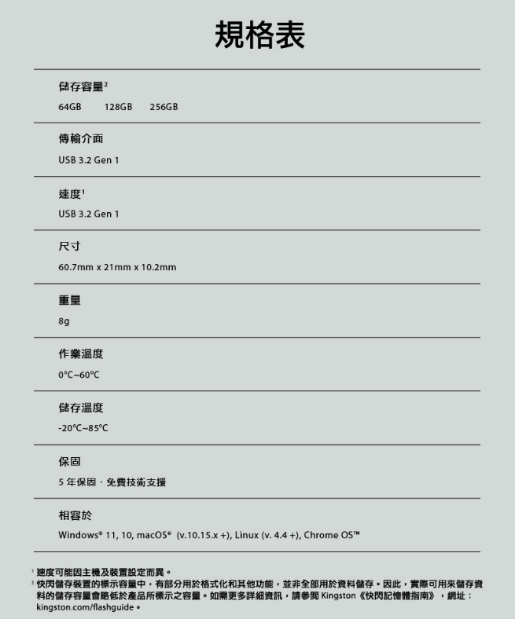 規格表
儲存容量²
64GB 128GB 256GB
傳輸介面
USB 3.2 Gen 1
速度¹
USB 3.2 Gen 1
尺寸
60.7mm x 21mm x 10.2mm
重量
8g
作業溫度
0°C~60°C
儲存溫度
-20°C~85°C
保固
5 年保固，免費技術支援
相容於
Windows® 11, 10, macOS® (v.10.15.x +), Linux (v. 4.4 +), Chrome OS™
¹ 速度可能因主機及裝置設定而異。
² 快閃儲存裝置的標示容量中，有部分用於格式化和其他功能，並非全部用於資料儲存。因此，實際可用來儲存資
料的儲存容量會略低於產品所標示之容量。如需更多詳細資訊，請參閱 Kingston《快閃記憶體指南》，網址：
kingston.com/flashguide。